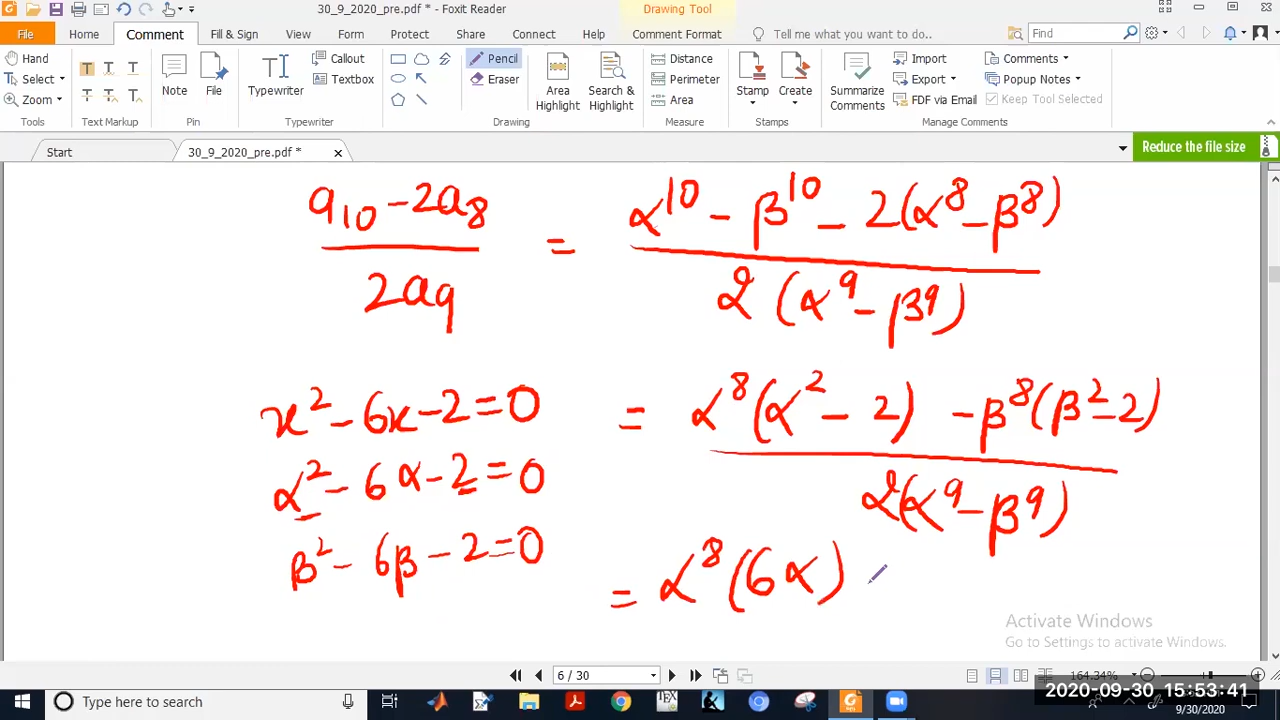 30_9_2020_pre.pdf * - Foxit Reader Drawing Tool
File Home Comment Fill & Sign View Form Protect Share Connect Help Comment Format Tell me what you want to do.. Find
Hand Select Zoom Tools
T T T T T T Text Markup
Note File Pin
Typewriter Callout Textbox Typewriter
Pencil Eraser Drawing
Area Highlight Search & Highlight
Distance Perimeter Area Measure
Stamp Create Stamps
Summarize Comments Import Export FDF via Email Comments Popup Notes Keep Tool Selected Manage Comments
Start 30_9_2020_pre.pdf * Reduce the file size
a₁₀ - 2a₈ / 2a₉ = α¹⁰ - β¹⁰ - 2(α⁸ - β⁸) / 2(α⁹ - β⁹)
x² - 6x - 2 = 0 = α⁸(α² - 2) - β⁸(β² - 2) / 2(α⁹ - β⁹)
α² - 6α - 2 = 0
β² - 6β - 2 = 0
= α⁸(6α)
Activate Windows
Go to Settings to activate Windows.
6 / 30 164.34%
2020-09-30 15:53:41
Type here to search 9/30/2020